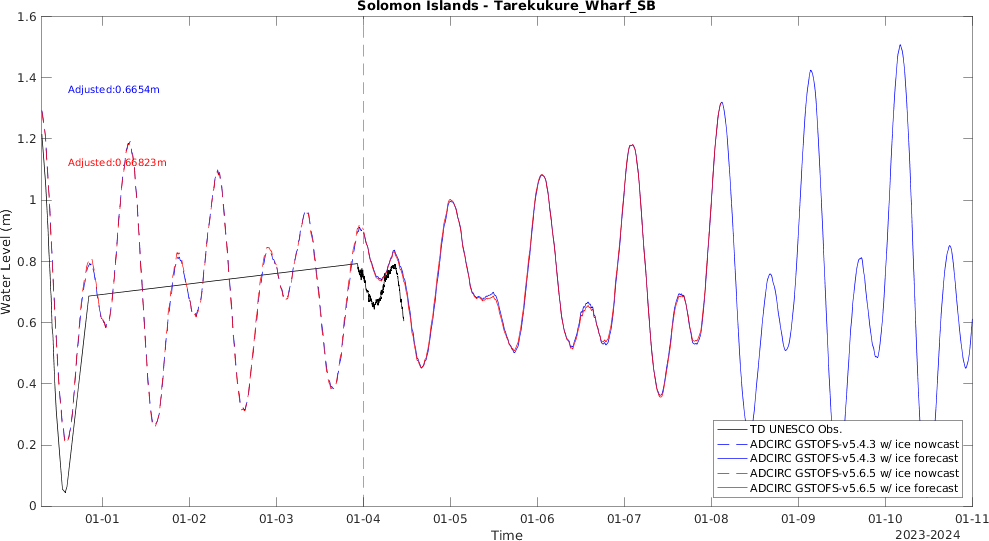 Solomon Islands - Tarekukure_Wharf_SB
1.6
1.4
1.2
1
0.8
0.6
0.4
0.2
0
Water Level (m)
Adjusted:0.6654m
Adjusted:0.66823m
TD UNESCO Obs.
ADCIRC GSTOFS-v5.4.3 w/ ice nowcast
ADCIRC GSTOFS-v5.4.3 w/ ice forecast
ADCIRC GSTOFS-v5.6.5 w/ ice nowcast
ADCIRC GSTOFS-v5.6.5 w/ ice forecast
01-01 01-02 01-03 01-04 01-05 01-06 01-07 01-08 01-09 01-10 01-11
Time
2023-2024